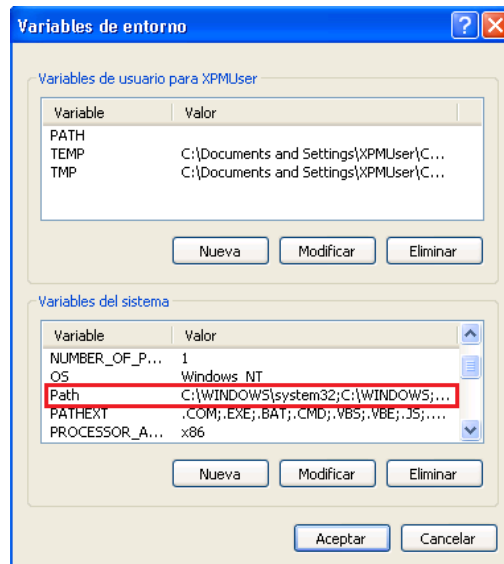 Variables de entorno
Variables de usuario para XPMUser
Variable Valor
PATH
TEMP C:\Documents and Settings\XPMUser\C...
TMP C:\Documents and Settings\XPMUser\C...
Nueva Modificar Eliminar
Variables del sistema
Variable Valor
NUMBER_OF_P... 1
OS Windows_NT
Path C:\WINDOWS\system32;C:\WINDOWS;...
PATHEXT .COM;.EXE;.BAT;.CMD;.VBS;.VBE;.JS;....
PROCESSOR_A... x86
Nueva Modificar Eliminar
Aceptar Cancelar